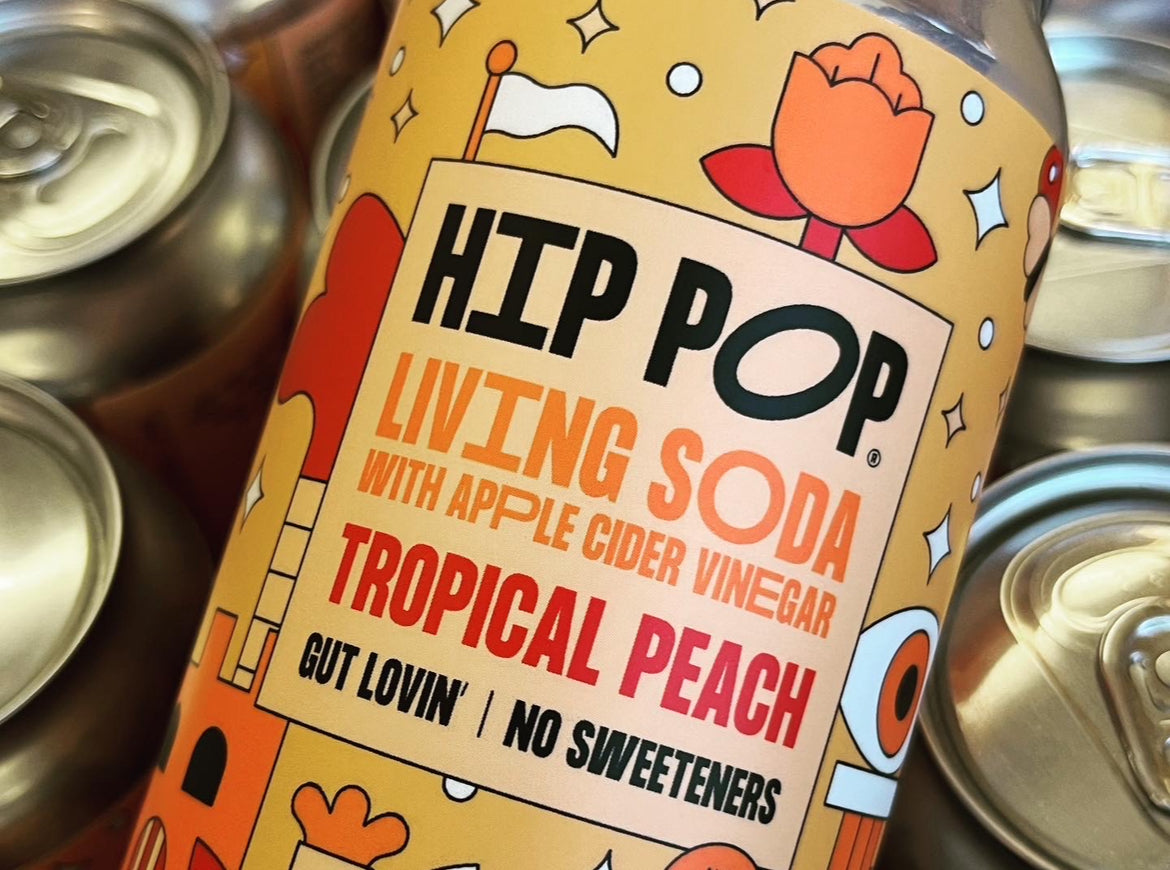 HIP POP®
LIVING SODA
WITH APPLE CIDER VINEGAR
TROPICAL PEACH
GUT LOVIN' | NO SWEETENERS